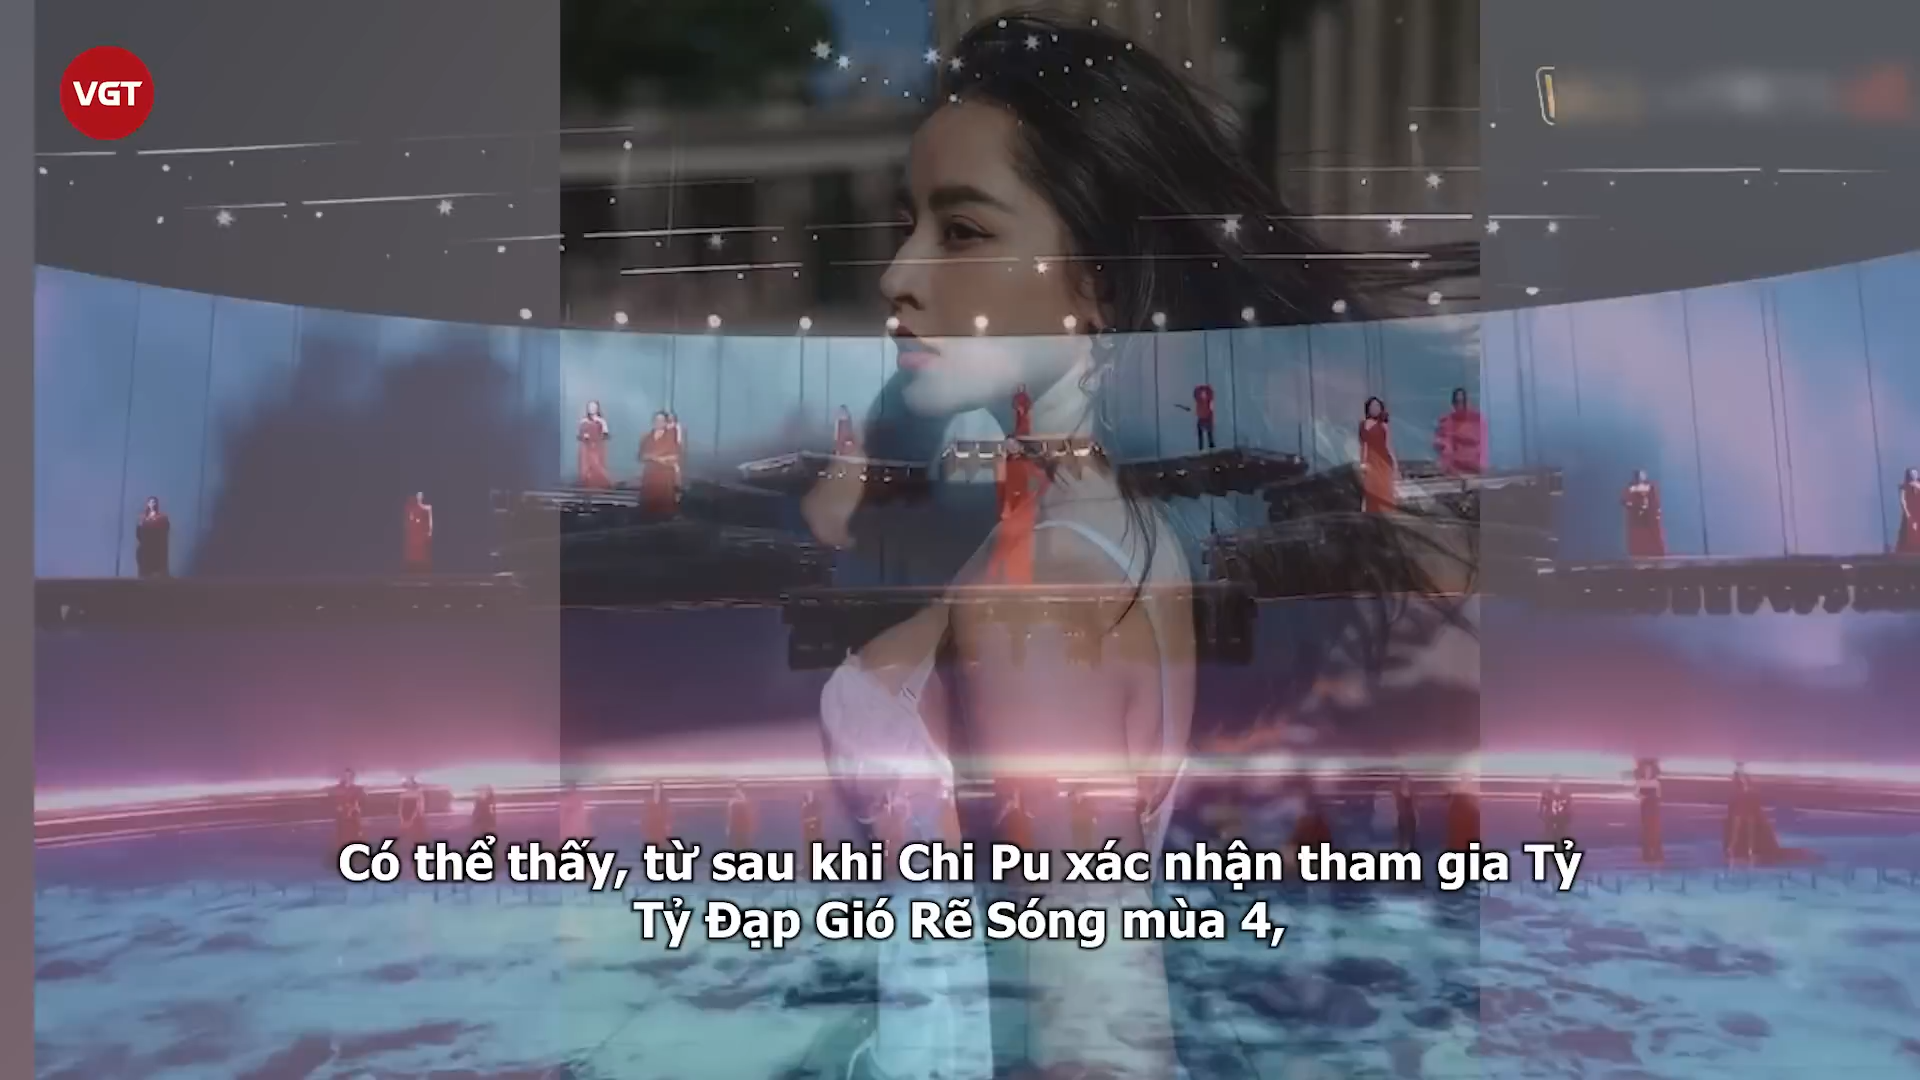 VGT
Có thể thấy, từ sau khi Chi Pu xác nhận tham gia Tỷ
Tỷ Đạp Gió Rẽ Sóng mùa 4,